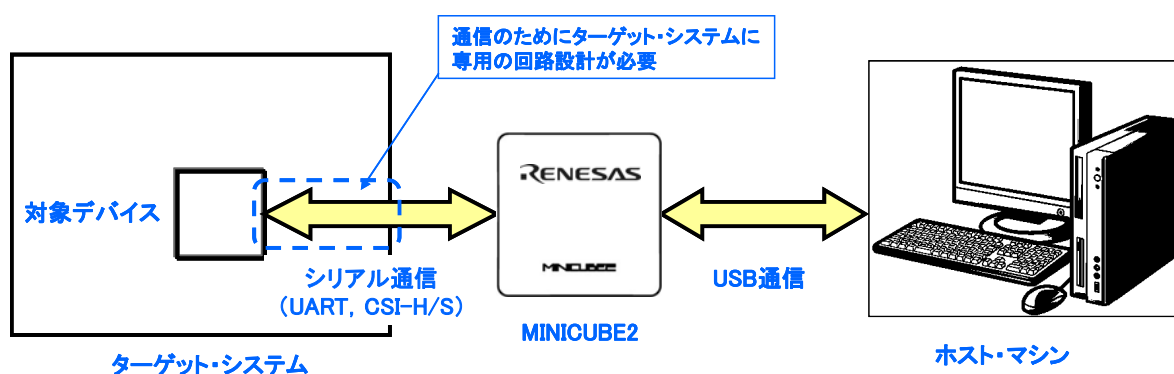 通信のためにターゲット・システムに
専用の回路設計が必要
対象デバイス
シリアル通信
（UART, CSI-H/S）
ターゲット・システム
RENESAS
MINICUBE2
MINICUBE2
USB通信
ホスト・マシン